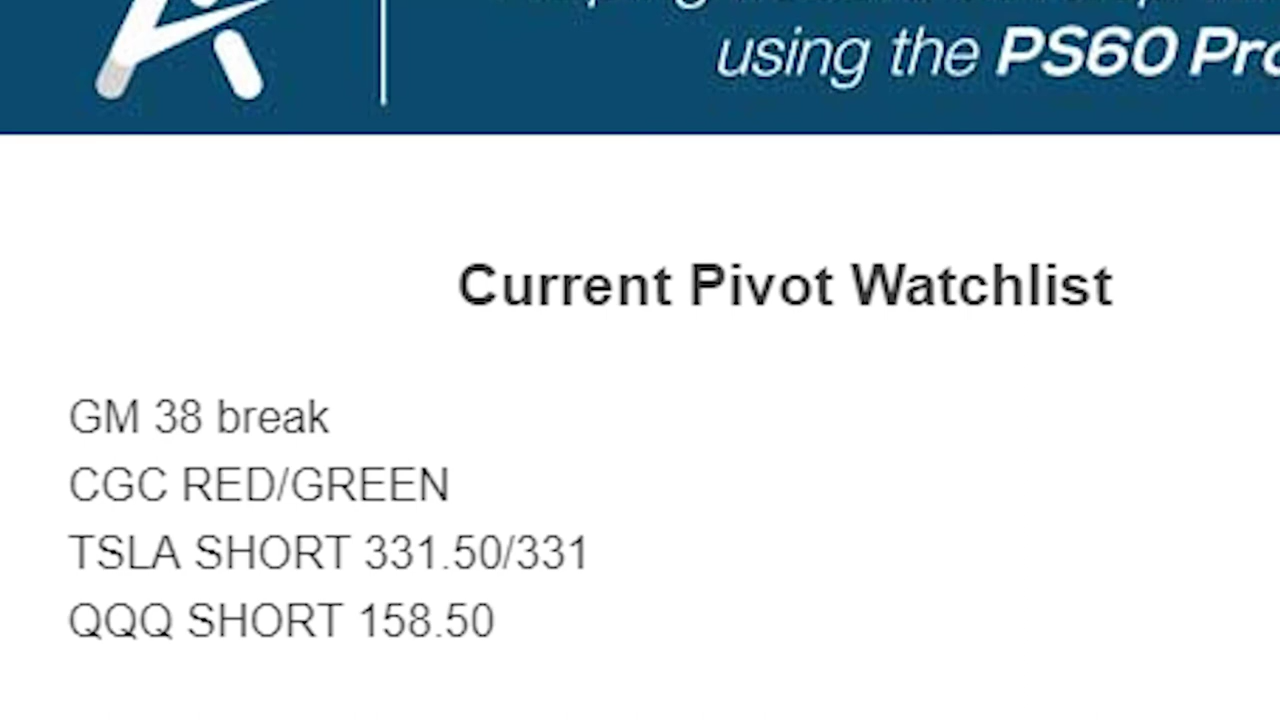 using the PS60
Current Pivot Watchlist
GM 38 break
CGC RED/GREEN
TSLA SHORT 331.50/331
QQQ SHORT 158.50